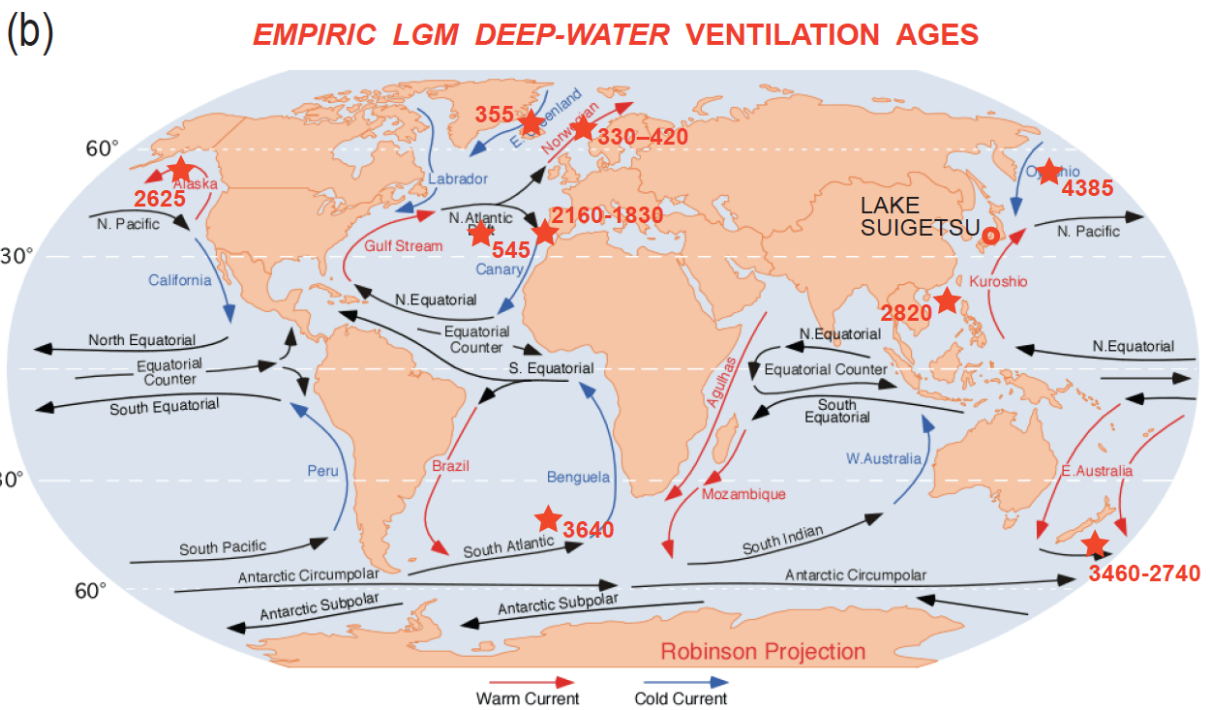 (b)
EMPIRIC LGM DEEP-WATER VENTILATION AGES
355
E. Greenland
Norwegian
330–420
60°
Alaska
2625
Labrador
Oyashio
4385
N. Pacific
N.Atlantic
Drift
2160-1830
545
LAKE
SUIGETSU
N. Pacific
30°
Gulf Stream
Canary
California
Kuroshio
2820
N.Equatorial
North Equatorial
Equatorial
Counter
Equatorial
Counter
S. Equatorial
South Equatorial
Agulhas
N.Equatorial
Equatorial Counter
South
Equatorial
N.Equatorial
Peru
Brazil
Benguela
W.Australia
E.Australia
30°
Mozambique
3640
South Pacific
South Atlantic
South Indian
3460-2740
60°
Antarctic Circumpolar
Antarctic Circumpolar
Antarctic Subpolar
Antarctic Subpolar
Robinson Projection
Warm Current
Cold Current